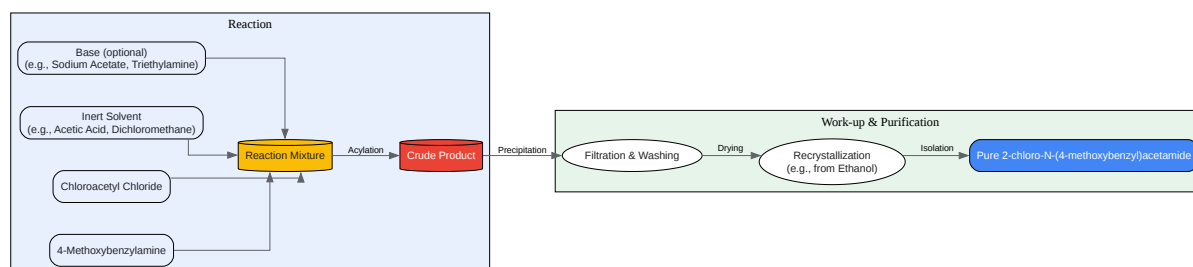 Reaction
Base (optional)
(e.g., Sodium Acetate, Triethylamine)
Inert Solvent
(e.g., Acetic Acid, Dichloromethane)
Chloroacetyl Chloride
4-Methoxybenzylamine
Reaction Mixture
Acylation
Crude Product
Precipitation
Work-up & Purification
Filtration & Washing
Drying
Recrystallization
(e.g., from Ethanol)
Isolation
Pure 2-chloro-N-(4-methoxybenzyl)acetamide